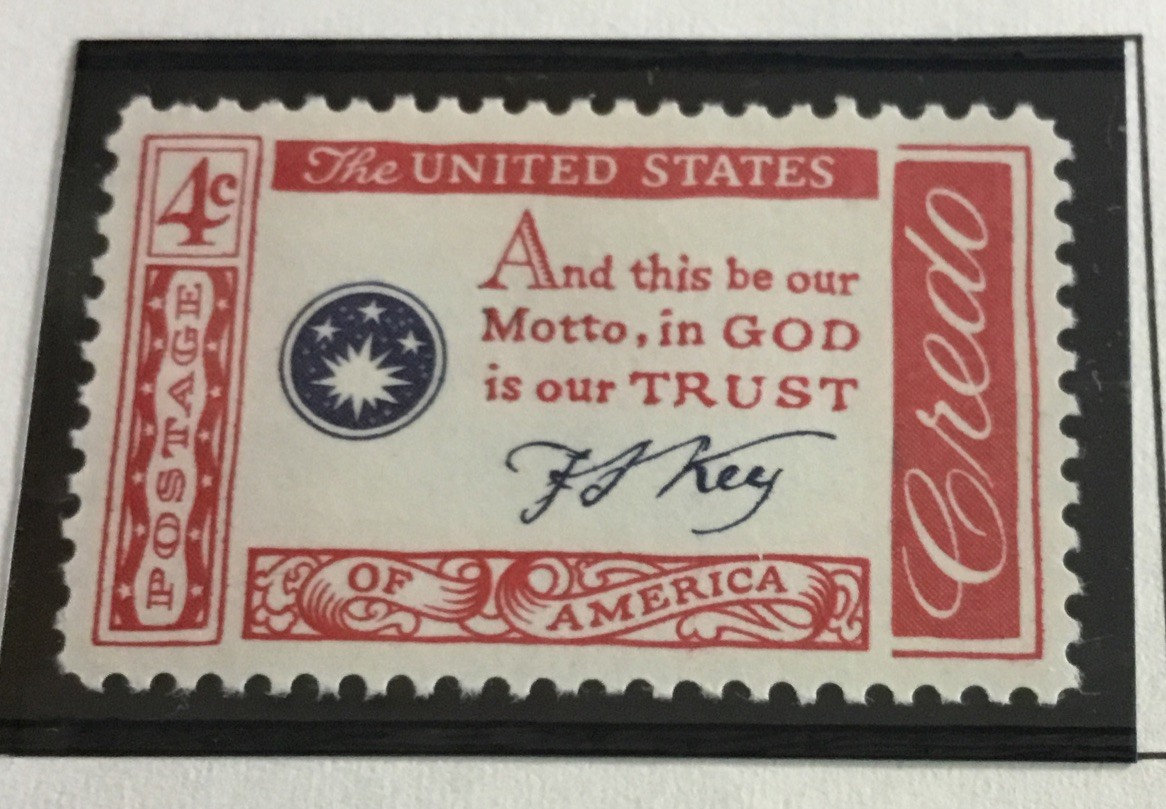 4c
POSTAGE
The UNITED STATES
And this be our
Motto, in GOD
is our TRUST
F S Key
OF AMERICA
Credo